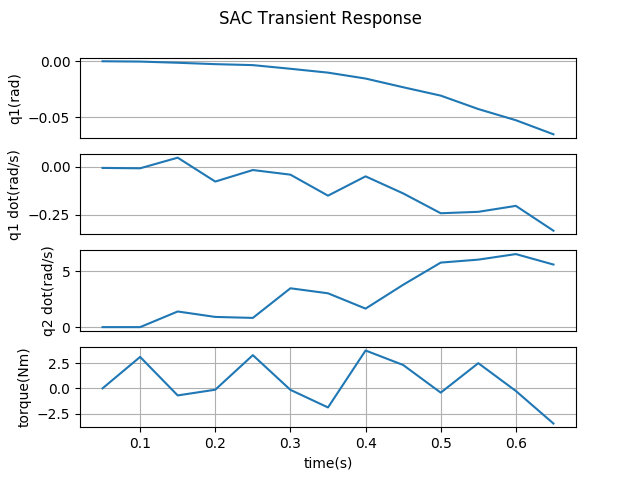 SAC Transient Response
0.00
−0.05
q1(rad)
0.00
−0.25
q1 dot(rad/s)
5
0
q2 dot(rad/s)
2.5
0.0
−2.5
torque(Nm)
0.1 0.2 0.3 0.4 0.5 0.6
time(s)